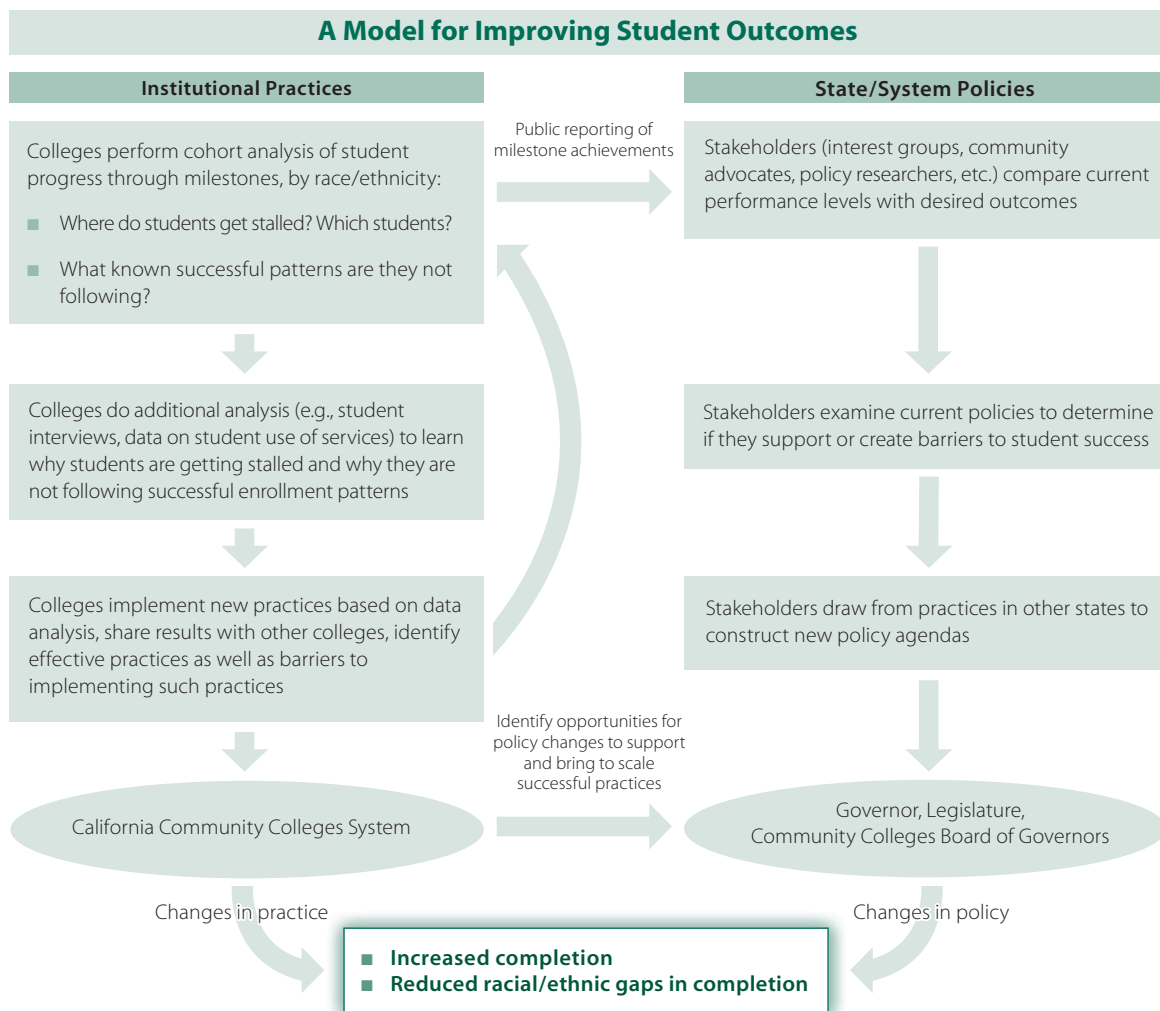 A Model for Improving Student Outcomes
Institutional Practices
Colleges perform cohort analysis of student
progress through milestones, by race/ethnicity:
■ Where do students get stalled? Which students?
■ What known successful patterns are they not
following?
Colleges do additional analysis (e.g., student
interviews, data on student use of services) to learn
why students are getting stalled and why they are
not following successful enrollment patterns
Colleges implement new practices based on data
analysis, share results with other colleges, identify
effective practices as well as barriers to
implementing such practices
California Community Colleges System
Changes in practice
Public reporting of
milestone achievements
Identify opportunities for
policy changes to support
and bring to scale
successful practices
State/System Policies
Stakeholders (interest groups, community
advocates, policy researchers, etc.) compare current
performance levels with desired outcomes
Stakeholders examine current policies to determine
if they support or create barriers to student success
Stakeholders draw from practices in other states to
construct new policy agendas
Governor, Legislature,
Community Colleges Board of Governors
Changes in policy
■ Increased completion
■ Reduced racial/ethnic gaps in completion